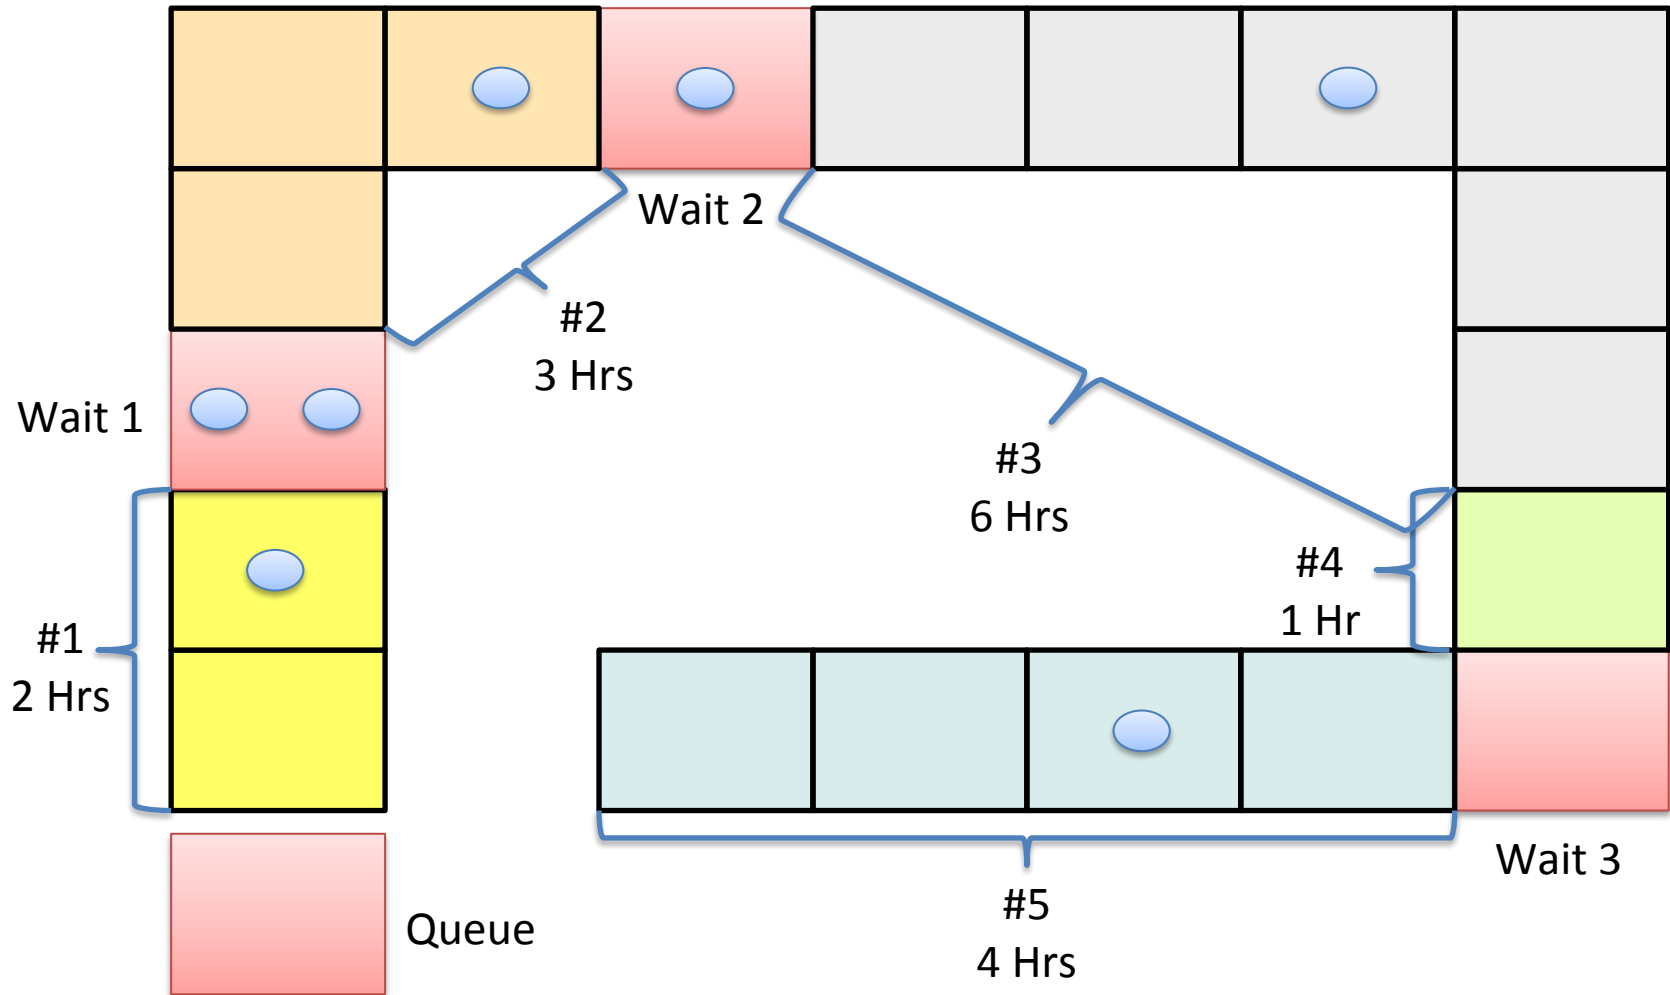 Wait 2
#2
3 Hrs
Wait 1
#3
6 Hrs
#4
1 Hr
#1
2 Hrs
Wait 3
#5
4 Hrs
Queue